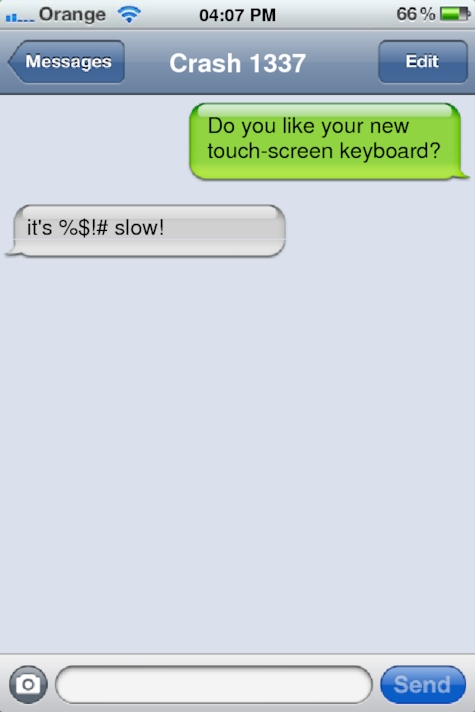 Orange 04:07 PM 66%
Messages Crash 1337 Edit
Do you like your new
touch-screen keyboard?
it's %$!# slow!
Send